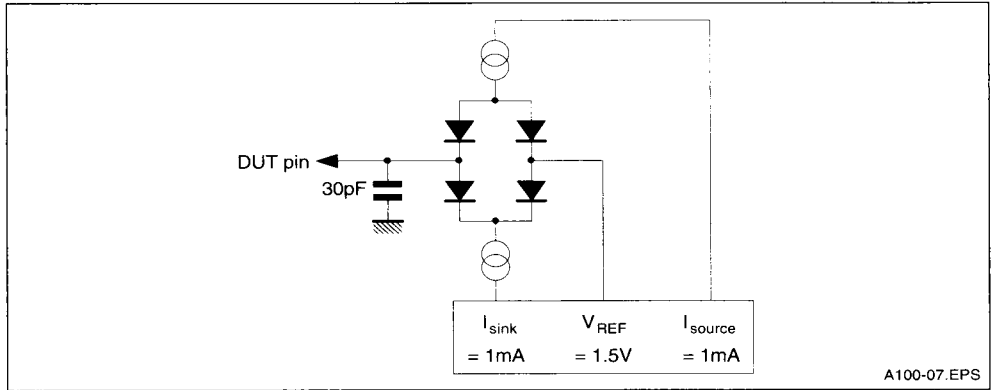 DUT pin
30pF
I_sink V_REF I_source
= 1mA = 1.5V = 1mA
A100-07.EPS